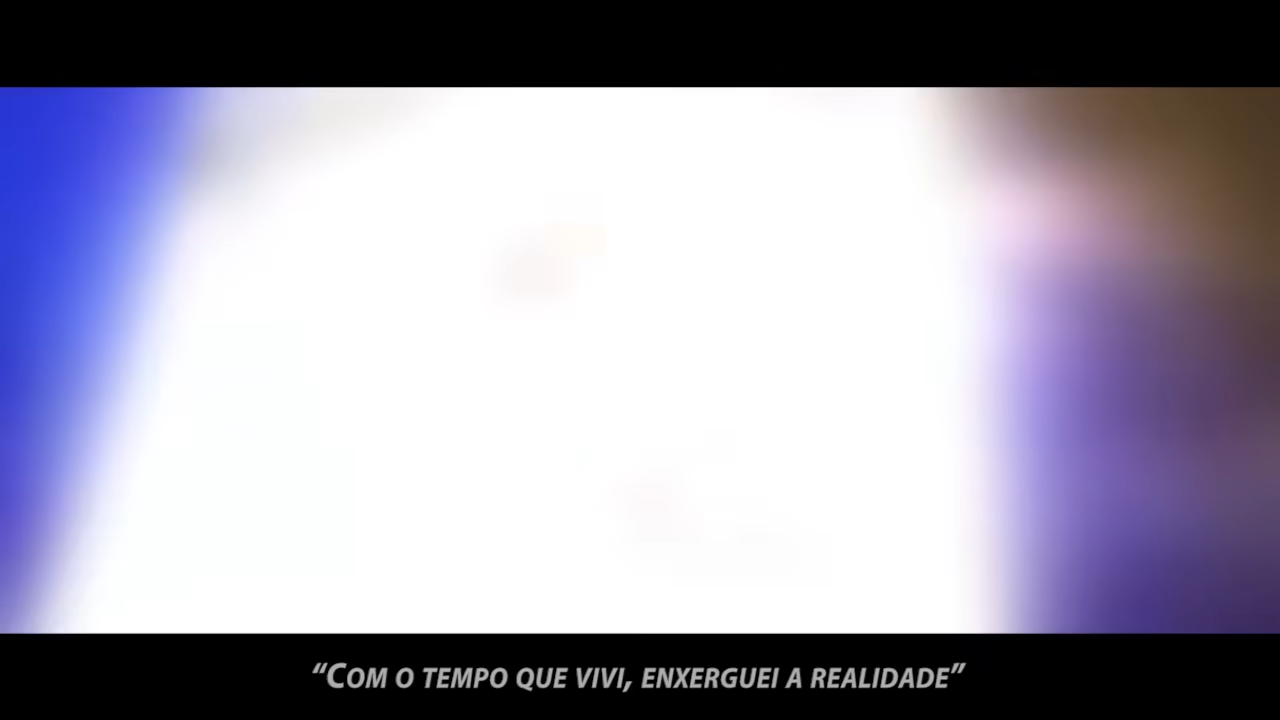 “Com o tempo que vivi, enxerguei a realidade”